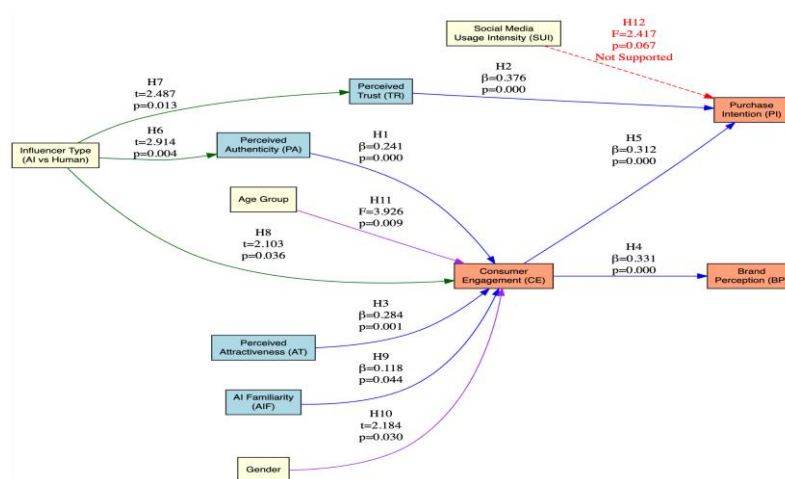 Social Media
Usage Intensity (SUI)
H12
F=2.417
p=0.067
Not Supported
H7
t=2.487
p=0.013
Perceived
Trust (TR)
H2
β=0.376
p=0.000
Purchase
Intention (PI)
Influencer Type
(AI vs Human)
H6
t=2.914
p=0.004
Perceived
Authenticity (PA)
H1
β=0.241
p=0.000
H5
β=0.312
p=0.000
Age Group
H11
F=3.926
p=0.009
H8
t=2.103
p=0.036
Consumer
Engagement (CE)
H4
β=0.331
p=0.000
Brand
Perception (BP
H3
β=0.284
p=0.001
Perceived
Attractiveness (AT)
H9
β=0.118
p=0.044
AI Familiarity
(AIF)
H10
t=2.184
p=0.030
Gender